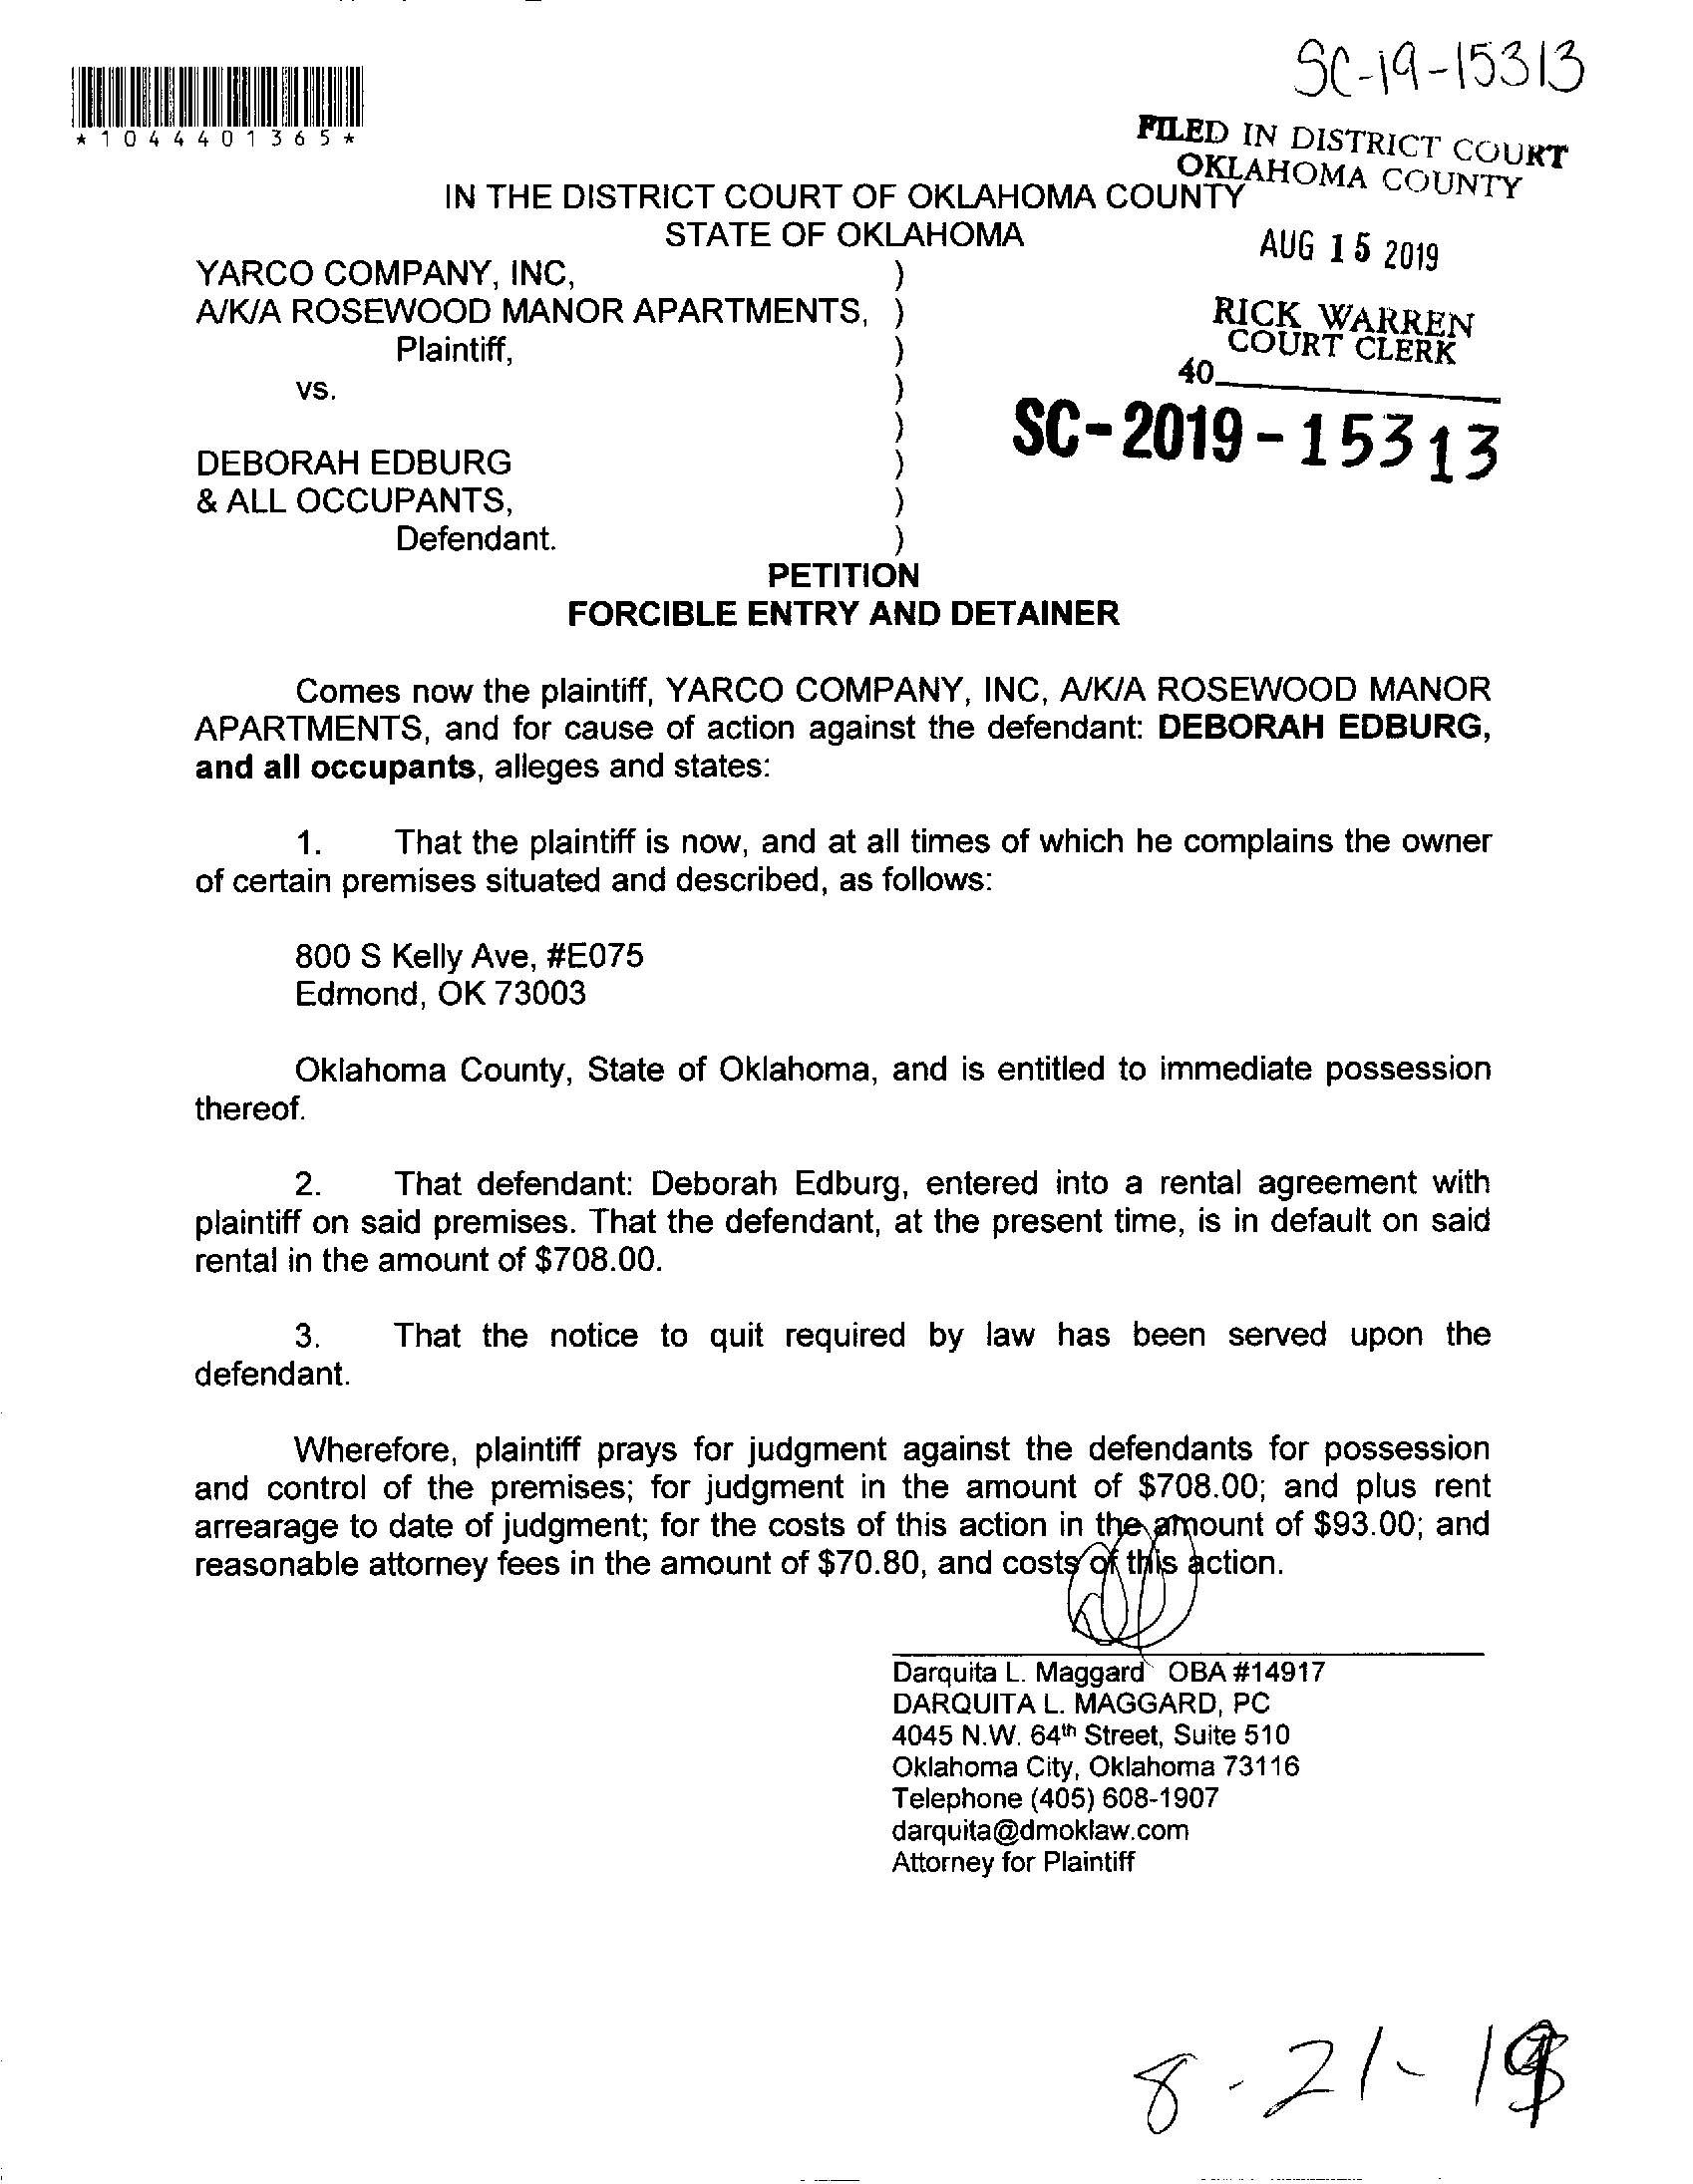 SC-19-15313
*1044401365*
FILED IN DISTRICT COURT
OKLAHOMA COUNTY
IN THE DISTRICT COURT OF OKLAHOMA COUNTY
STATE OF OKLAHOMA
AUG 15 2019
YARCO COMPANY, INC, )
A/K/A ROSEWOOD MANOR APARTMENTS, )
RICK WARREN
COURT CLERK
Plaintiff, )
40
vs. )
)
SC-2019-15313
DEBORAH EDBURG )
& ALL OCCUPANTS, )
Defendant. )
PETITION
FORCIBLE ENTRY AND DETAINER
Comes now the plaintiff, YARCO COMPANY, INC, A/K/A ROSEWOOD MANOR
APARTMENTS, and for cause of action against the defendant: DEBORAH EDBURG,
and all occupants, alleges and states:
1. That the plaintiff is now, and at all times of which he complains the owner
of certain premises situated and described, as follows:
800 S Kelly Ave, #E075
Edmond, OK 73003
Oklahoma County, State of Oklahoma, and is entitled to immediate possession
thereof.
2. That defendant: Deborah Edburg, entered into a rental agreement with
plaintiff on said premises. That the defendant, at the present time, is in default on said
rental in the amount of $708.00.
3. That the notice to quit required by law has been served upon the
defendant.
Wherefore, plaintiff prays for judgment against the defendants for possession
and control of the premises; for judgment in the amount of $708.00; and plus rent
arrearage to date of judgment; for the costs of this action in the amount of $93.00; and
reasonable attorney fees in the amount of $70.80, and costs of this action.
Darquita L. Maggard OBA #14917
DARQUITA L. MAGGARD, PC
4045 N.W. 64th Street, Suite 510
Oklahoma City, Oklahoma 73116
Telephone (405) 608-1907
darquita@dmoklaw.com
Attorney for Plaintiff
8-21-19